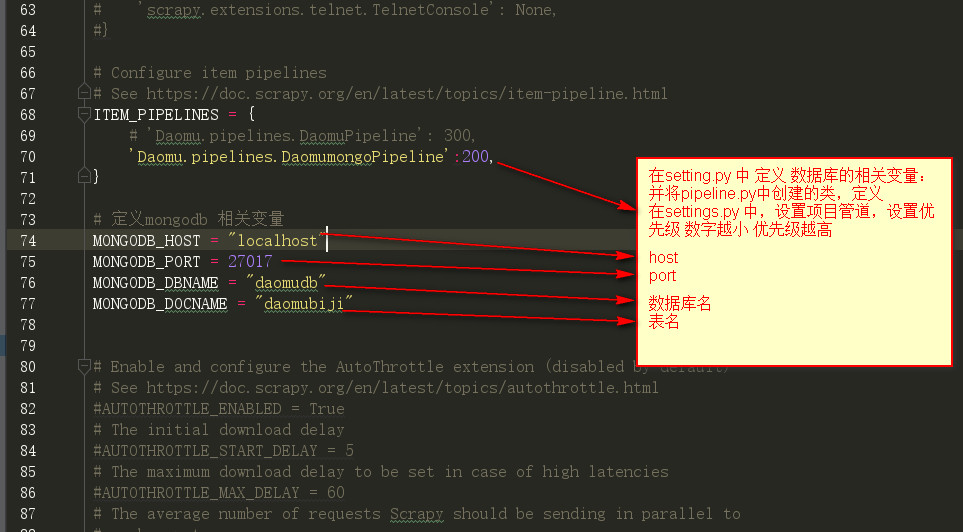 63 #   'scrapy.extensions.telnet.TelnetConsole': None,
64 #}
65
66 # Configure item pipelines
67 # See https://doc.scrapy.org/en/latest/topics/item-pipeline.html
68 ITEM_PIPELINES = {
69 # 'Daomu.pipelines.DaomuPipeline': 300,
70 'Daomu.pipelines.DaomumongoPipeline':200,
71 }
72
73 # 定义mongodb 相关变量
74 MONGODB_HOST = "localhost"
75 MONGODB_PORT = 27017
76 MONGODB_DBNAME = "daomudb"
77 MONGODB_DOCNAME = "daomubiji"
78
79
80 # Enable and configure the AutoThrottle extension (disabled by default)
81 # See https://doc.scrapy.org/en/latest/topics/autothrottle.html
82 #AUTOTHROTTLE_ENABLED = True
83 # The initial download delay
84 #AUTOTHROTTLE_START_DELAY = 5
85 # The maximum download delay to be set in case of high latencies
86 #AUTOTHROTTLE_MAX_DELAY = 60
87 # The average number of requests Scrapy should be sending in parallel to
在setting.py 中 定义 数据库的相关变量：
并将pipeline.py中创建的类，定义
在settings.py 中，设置项目管道，设置优
先级 数字越小 优先级越高
host
port
数据库名
表名